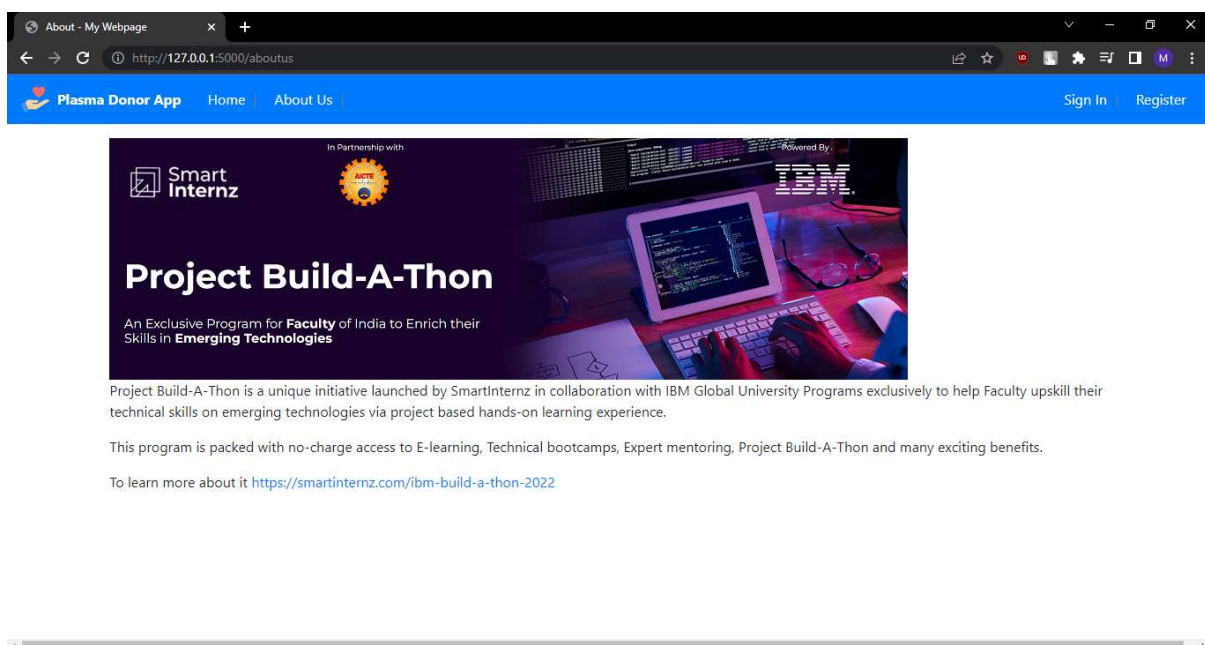 About - My Webpage
http://127.0.0.1:5000/aboutus
M
Plasma Donor App Home About Us Sign In Register
In Partnership with
Powered By
Smart
Internz
AICTE
IBM
Project Build-A-Thon
An Exclusive Program for Faculty of India to Enrich their
Skills in Emerging Technologies
Project Build-A-Thon is a unique initiative launched by SmartInternz in collaboration with IBM Global University Programs exclusively to help Faculty upskill their
technical skills on emerging technologies via project based hands-on learning experience.
This program is packed with no-charge access to E-learning, Technical bootcamps, Expert mentoring, Project Build-A-Thon and many exciting benefits.
To learn more about it https://smartinternz.com/ibm-build-a-thon-2022